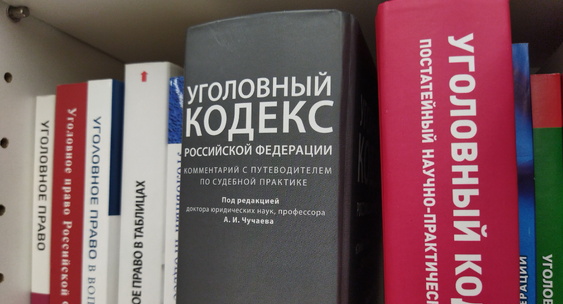 УГОЛОВНОЕ ПРАВО
Уголовное право Российской
УГОЛОВНОЕ ПРАВО В
ПРАВО В ТАБЛИЦАХ
УГОЛОВНЫЙ
КОДЕКС
РОССИЙСКОЙ ФЕДЕРАЦИИ
КОММЕНТАРИЙ С ПУТЕВОДИТЕЛЕМ
ПО СУДЕБНОЙ ПРАКТИКЕ
Под редакцией
доктора юридических наук, профессора
А. И. Чучаева
УГОЛОВНЫЙ КОД
ПОСТАТЕЙНЫЙ НАУЧНО-ПРАКТИЧЕС
ЕРАЦИИ
УГОЛОВ